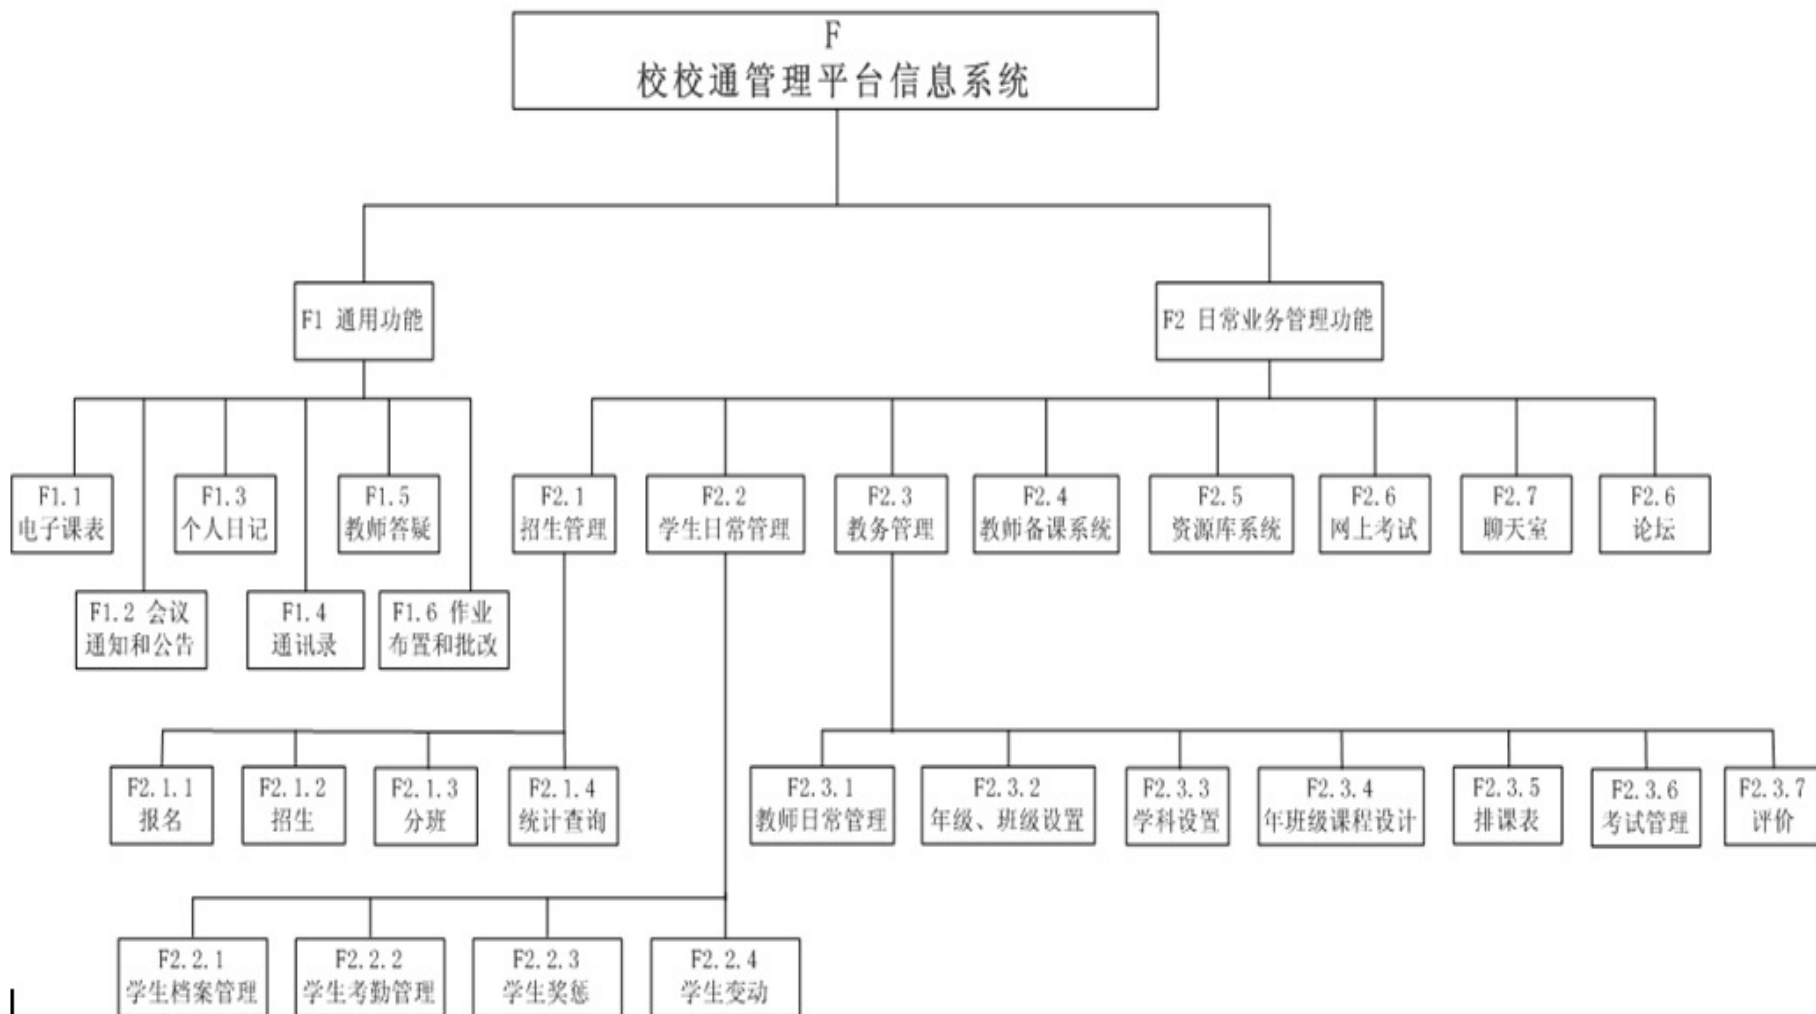 F
校校通管理平台信息系统
F1 通用功能
F2 日常业务管理功能
F1.1
电子课表
F1.3
个人日记
F1.5
教师答疑
F2.1
招生管理
F2.2
学生日常管理
F2.3
教务管理
F2.4
教师备课系统
F2.5
资源库系统
F2.6
网上考试
F2.7
聊天室
F2.6
论坛
F1.2 会议
通知和公告
F1.4
通讯录
F1.6 作业
布置和批改
F2.1.1
报名
F2.1.2
招生
F2.1.3
分班
F2.1.4
统计查询
F2.3.1
教师日常管理
F2.3.2
年级、班级设置
F2.3.3
学科设置
F2.3.4
年班级课程设计
F2.3.5
排课表
F2.3.6
考试管理
F2.3.7
评价
F2.2.1
学生档案管理
F2.2.2
学生考勤管理
F2.2.3
学生奖惩
F2.2.4
学生变动